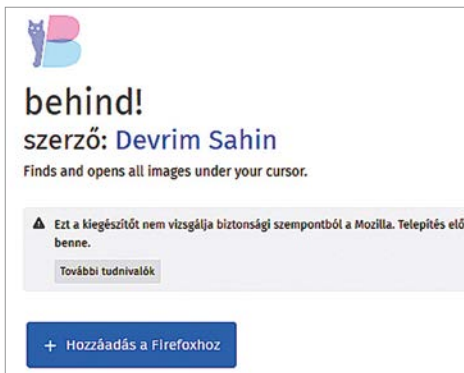 B
behind!
szerző: Devrim Sahin
Finds and opens all images under your cursor.
Ezt a kiegészítőt nem vizsgálja biztonsági szempontból a Mozilla. Telepítés elő
benne.
További tudnivalók
+ Hozzáadás a Firefoxhoz